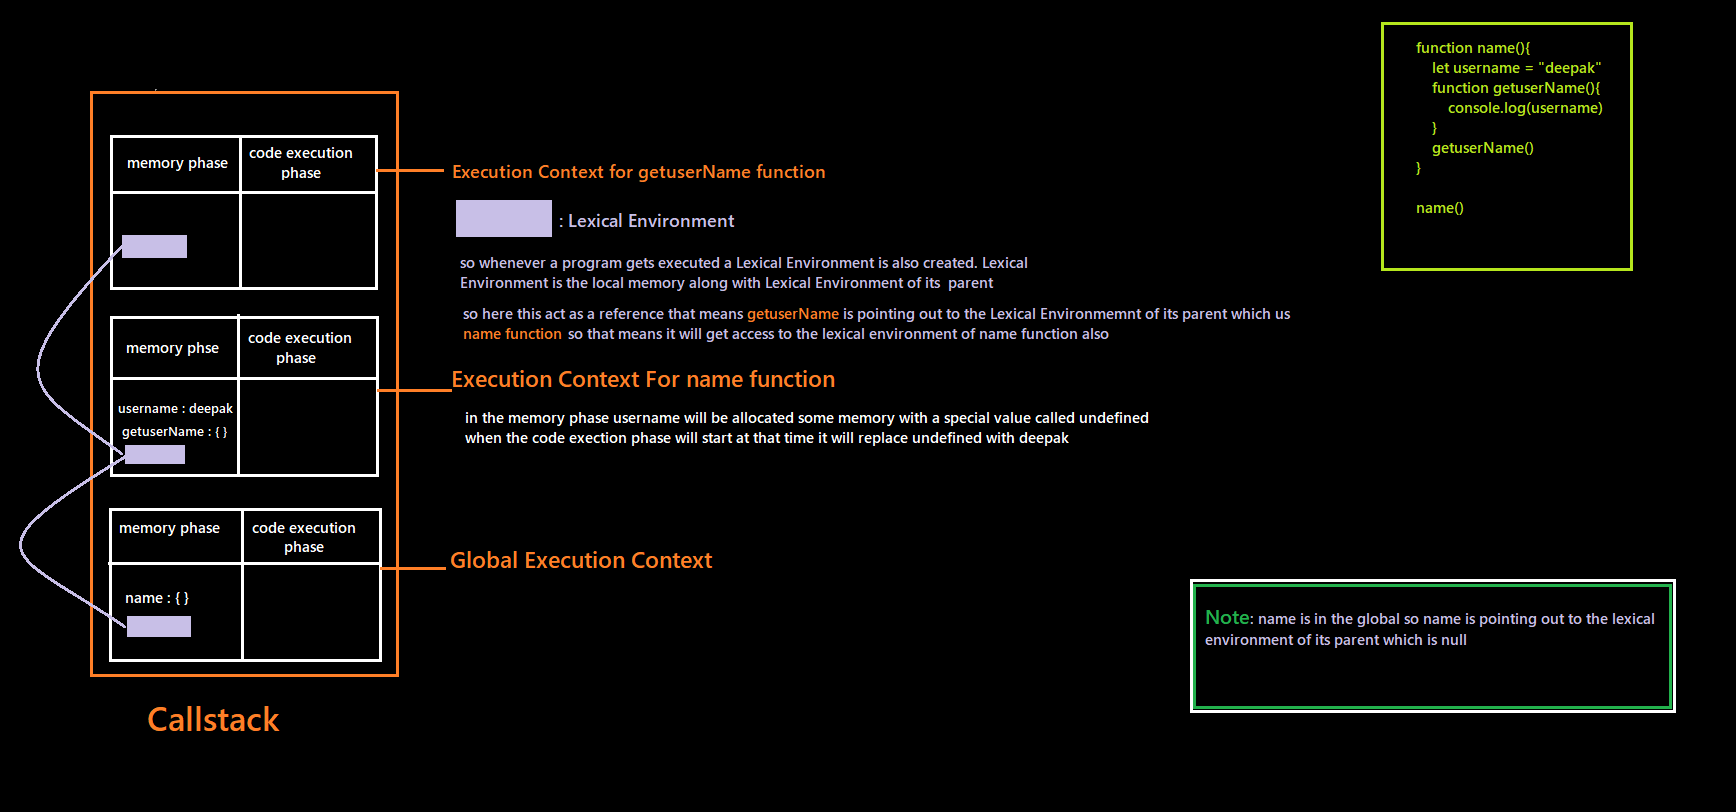 function name(){
let username = "deepak"
function getuserName(){
console.log(username)
}
getuserName()
}
name()
memory phase
code execution
phase
Execution Context for getuserName function
: Lexical Environment
so whenever a program gets executed a Lexical Environment is also created. Lexical
Environment is the local memory along with Lexical Environment of its parent
so here this act as a reference that means getuserName is pointing out to the Lexical Environmemnt of its parent which us
name function so that means it will get access to the lexical environment of name function also
memory phse
code execution
phase
Execution Context For name function
username : deepak
getuserName : { }
in the memory phase username will be allocated some memory with a special value called undefined
when the code exection phase will start at that time it will replace undefined with deepak
memory phase
code execution
phase
Global Execution Context
name : { }
Note: name is in the global so name is pointing out to the lexical
environment of its parent which is null
Callstack